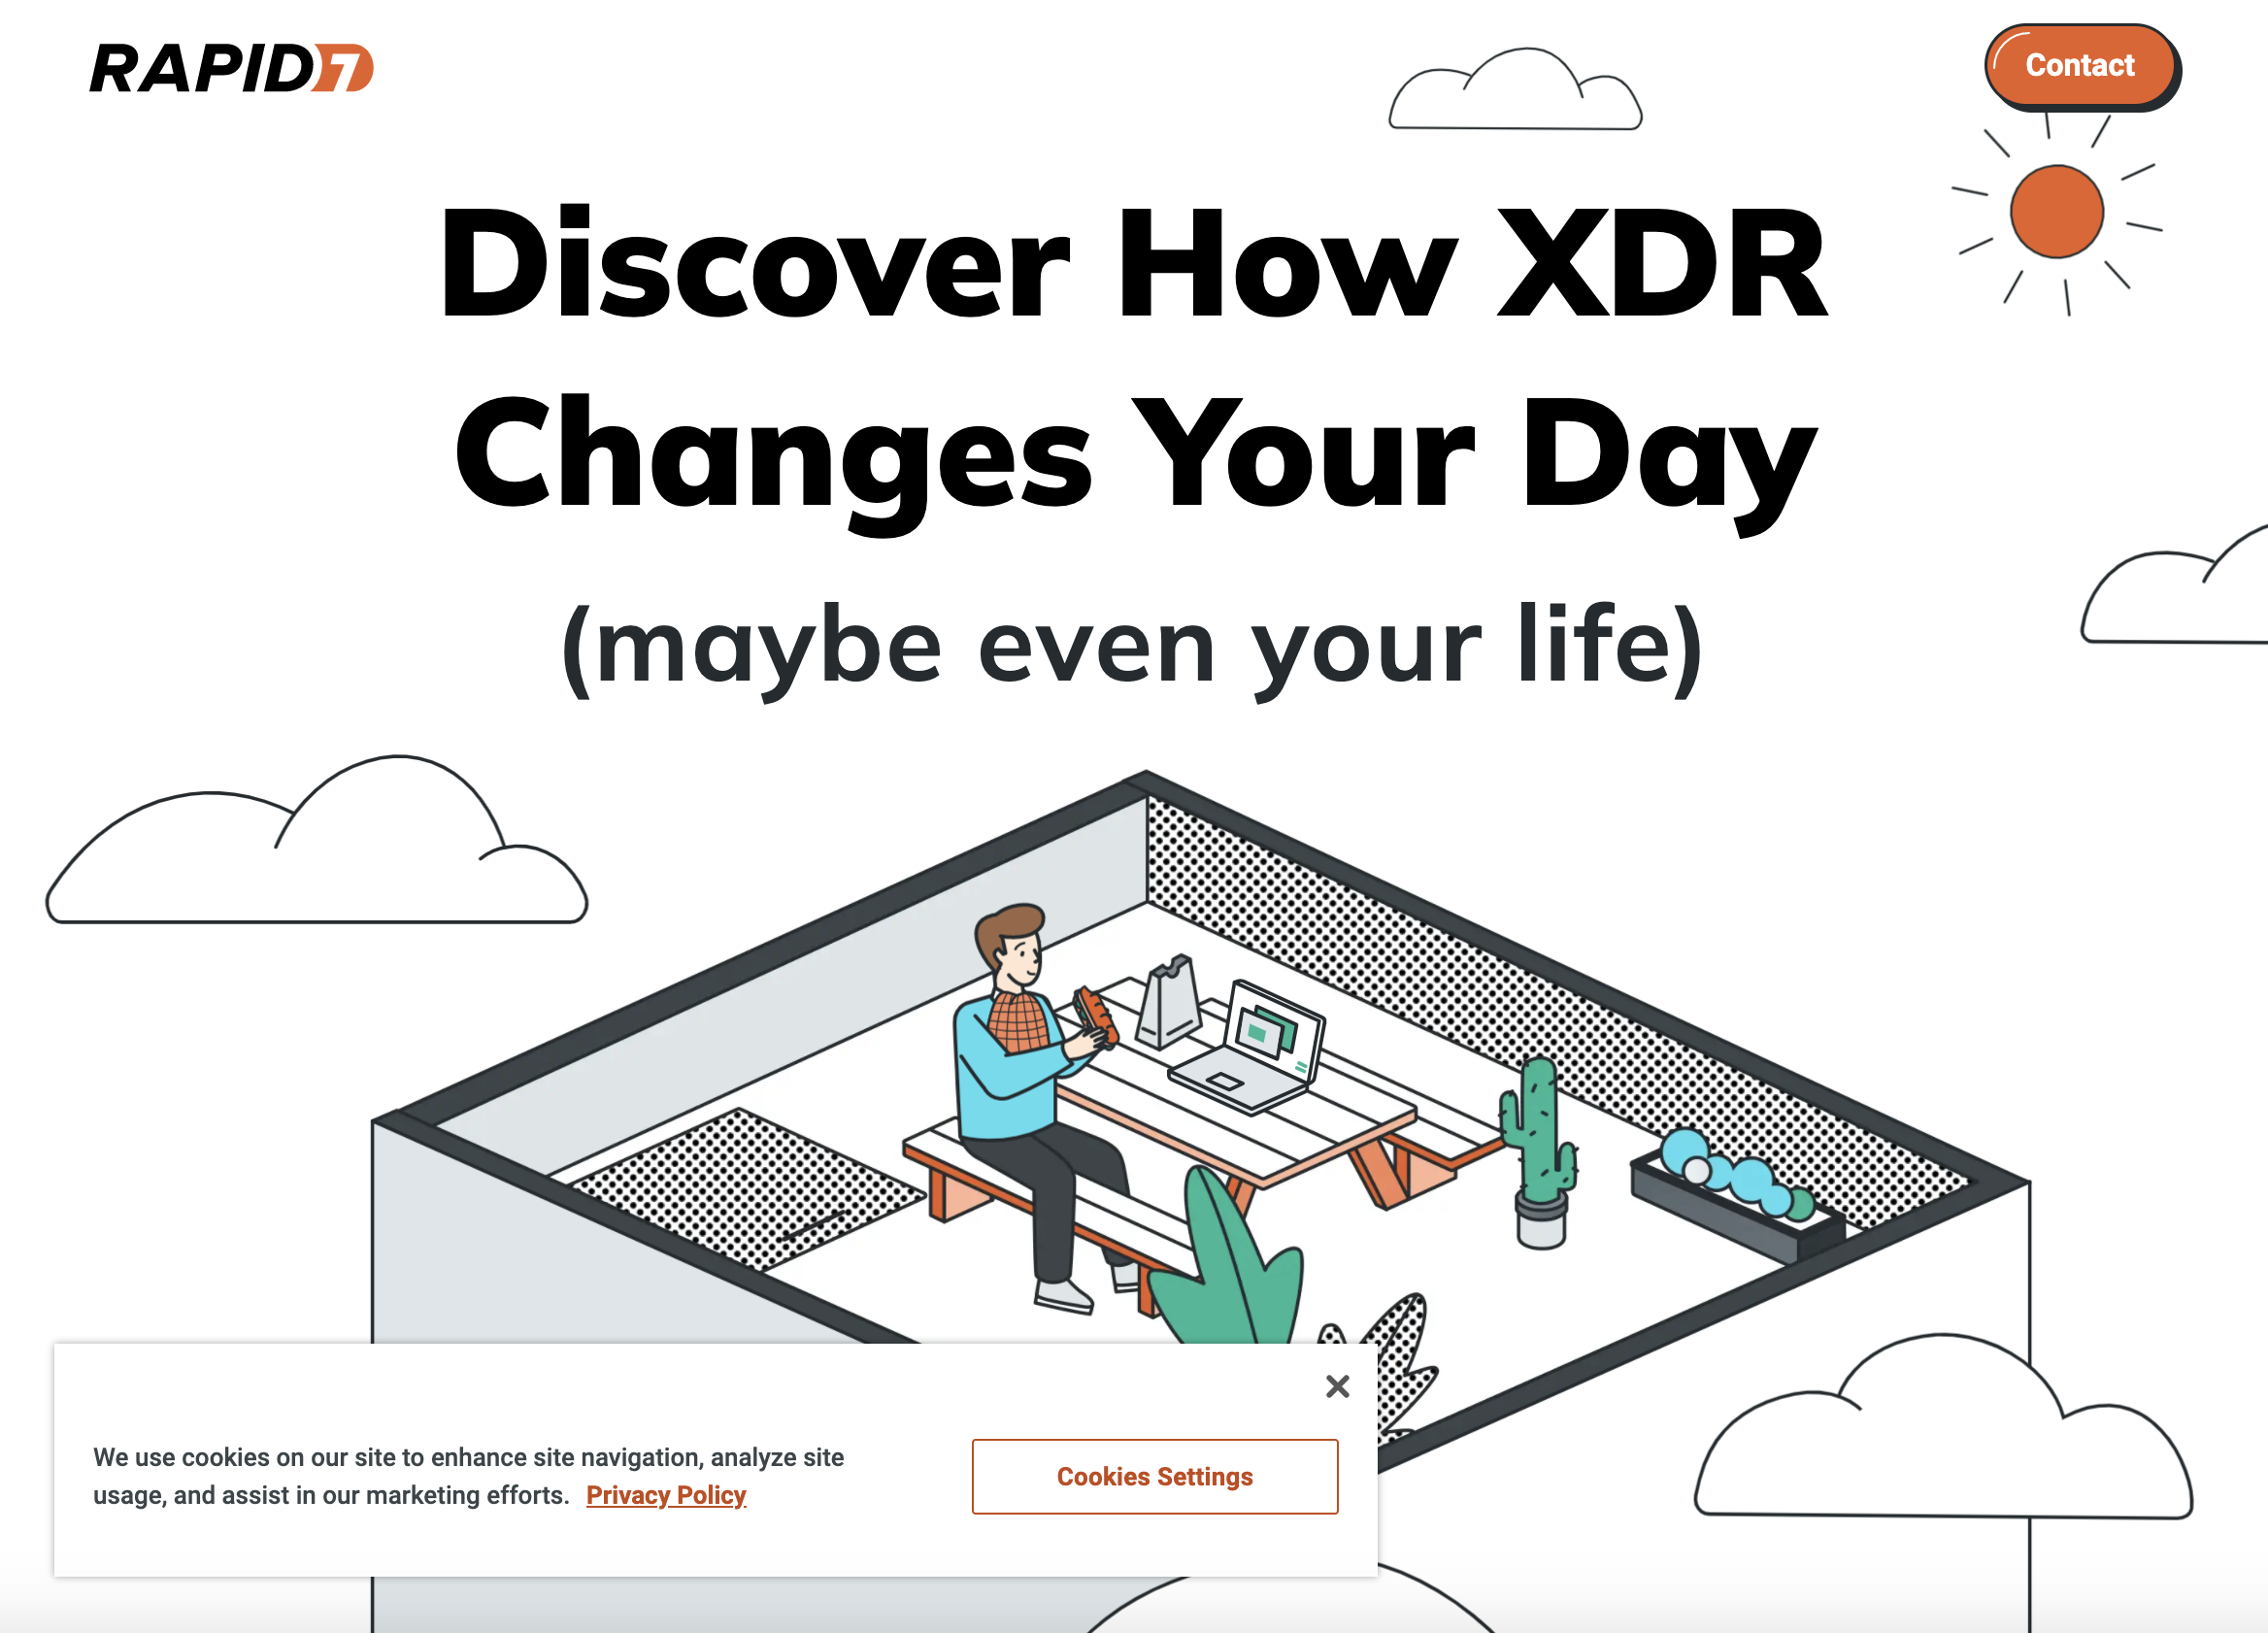 RAPID7
Contact
Discover How XDR
Changes Your Day
(maybe even your life)
We use cookies on our site to enhance site navigation, analyze site
usage, and assist in our marketing efforts. Privacy Policy
Cookies Settings